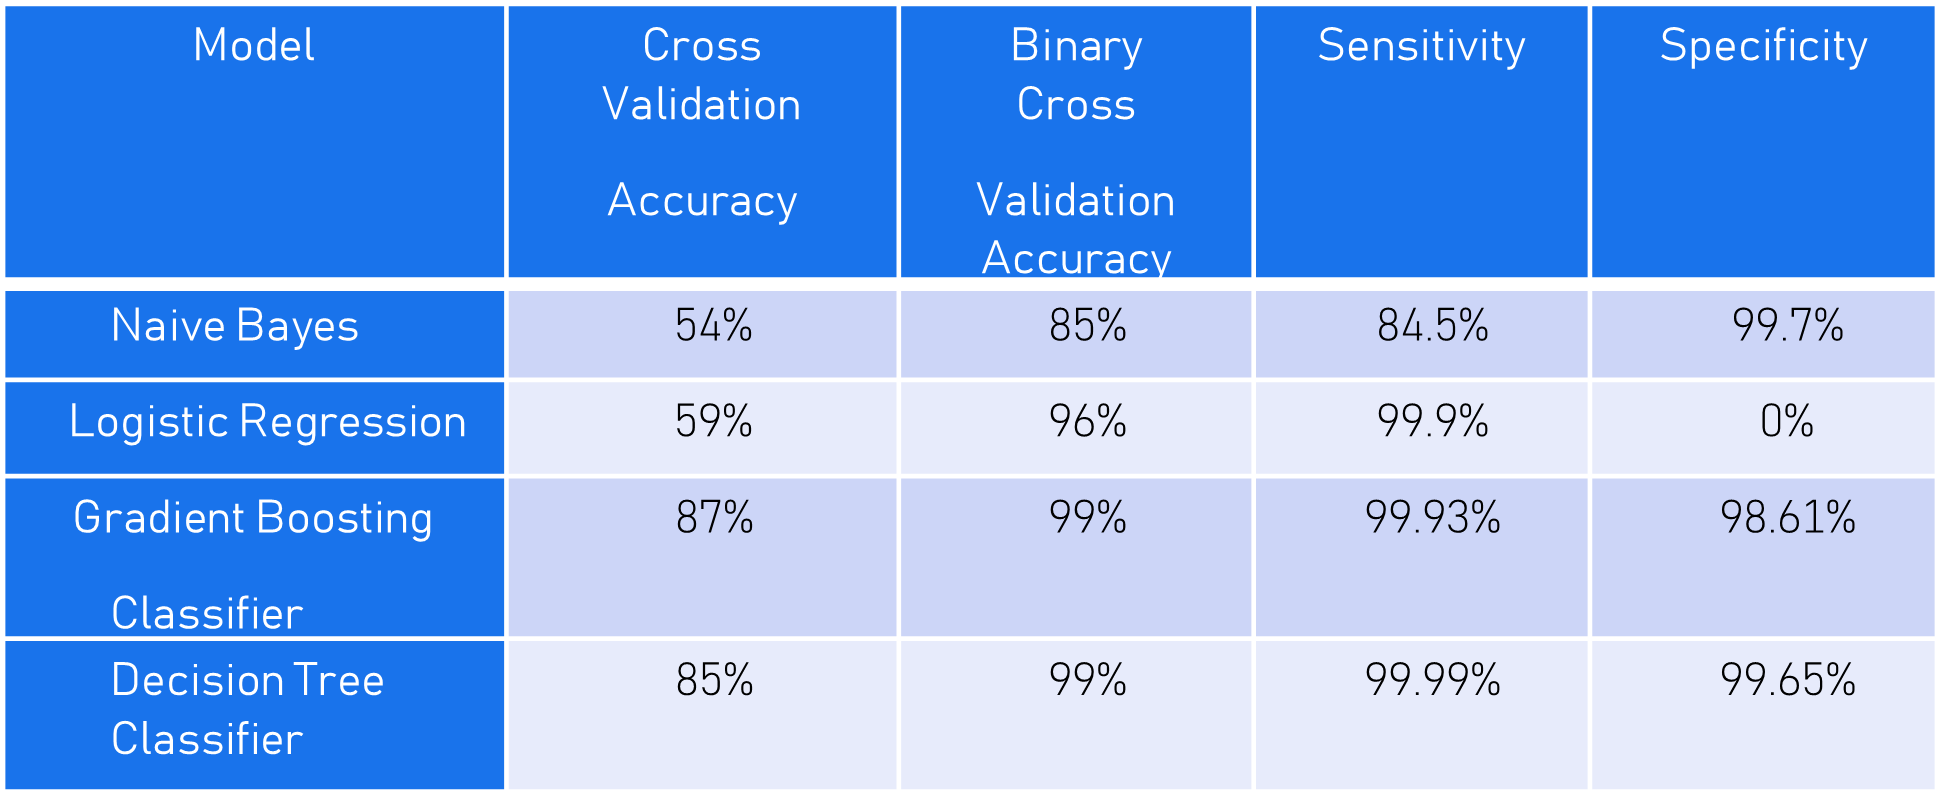 Model
Cross
Validation
Accuracy
Binary
Cross
Validation
Accuracy
Sensitivity
Specificity
Naive Bayes
54%
85%
84.5%
99.7%
Logistic Regression
59%
96%
99.9%
0%
Gradient Boosting
Classifier
87%
99%
99.93%
98.61%
Decision Tree
Classifier
85%
99%
99.99%
99.65%